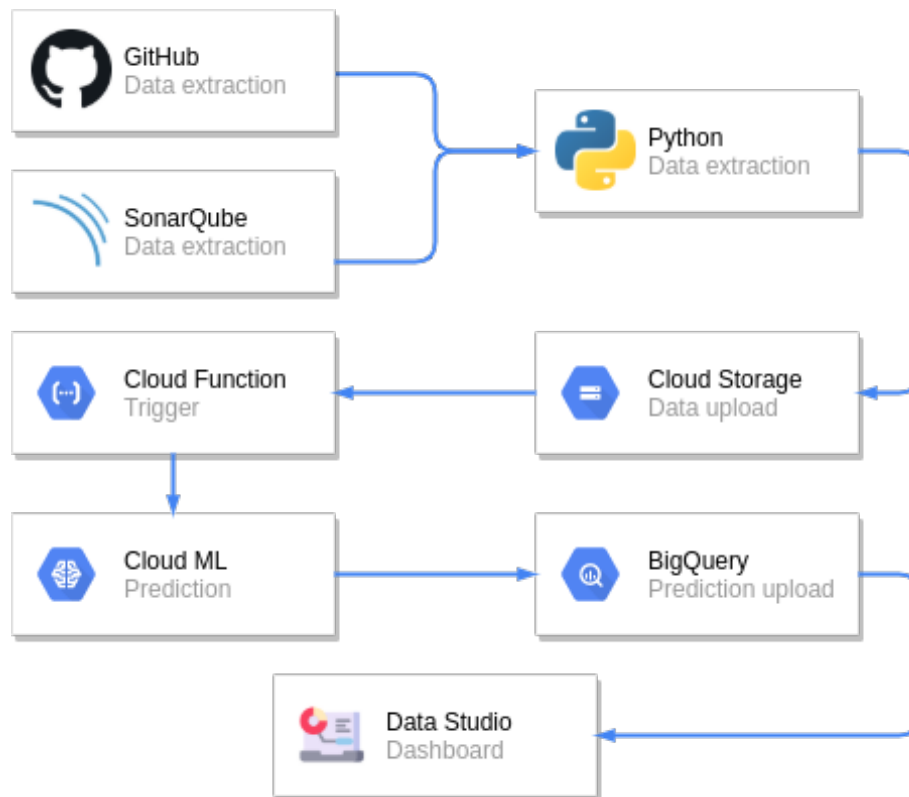 GitHub
Data extraction
Python
Data extraction
SonarQube
Data extraction
Cloud Function
Trigger
Cloud Storage
Data upload
Cloud ML
Prediction
BigQuery
Prediction upload
Data Studio
Dashboard